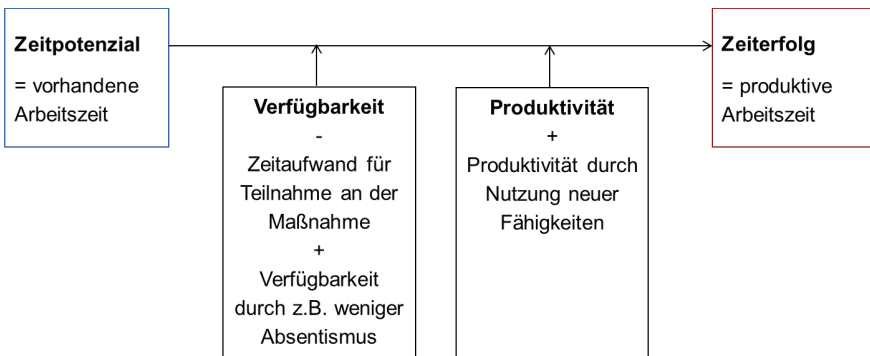 Zeitpotenzial
= vorhandene
Arbeitszeit
Verfügbarkeit
-
Zeitaufwand für
Teilnahme an der
Maßnahme
+
Verfügbarkeit
durch z.B. weniger
Absentismus
Produktivität
+
Produktivität durch
Nutzung neuer
Fähigkeiten
Zeiterfolg
= produktive
Arbeitszeit